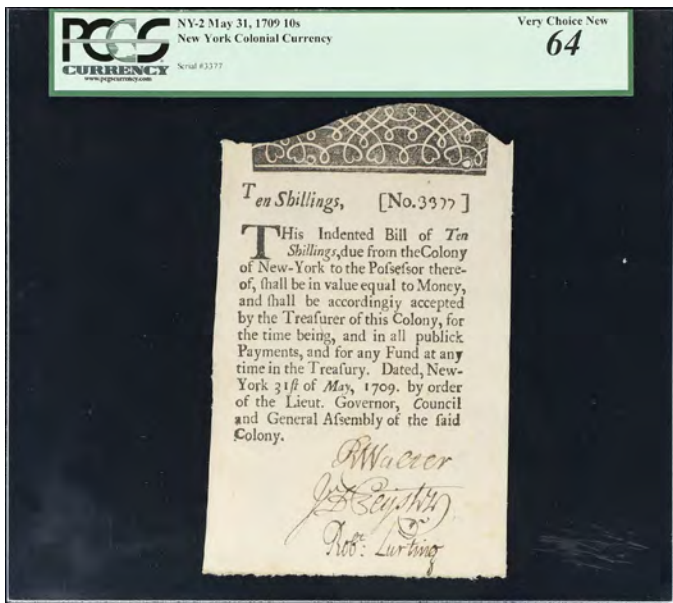 PCGS
CURRENCY
www.pcgscurrency.com
NY-2 May 31, 1709 10s
New York Colonial Currency
Serial #3377
Very Choice New
64
Ten Shillings, [No. 3377]
THis Indented Bill of Ten
Shillings, due from the Colony
of New-York to the Poſseſsor there-
of, ſhall be in value equal to Money,
and ſhall be accordingiy accepted
by the Treaſurer of this Colony, for
the time being, and in all publick
Payments, and for any Fund at any
time in the Treaſury. Dated, New-
York 31ſt of May, 1709. by order
of the Lieut. Governor, Council
and General Aſsembly of the ſaid
Colony.
R Walter
Robt: Lurting